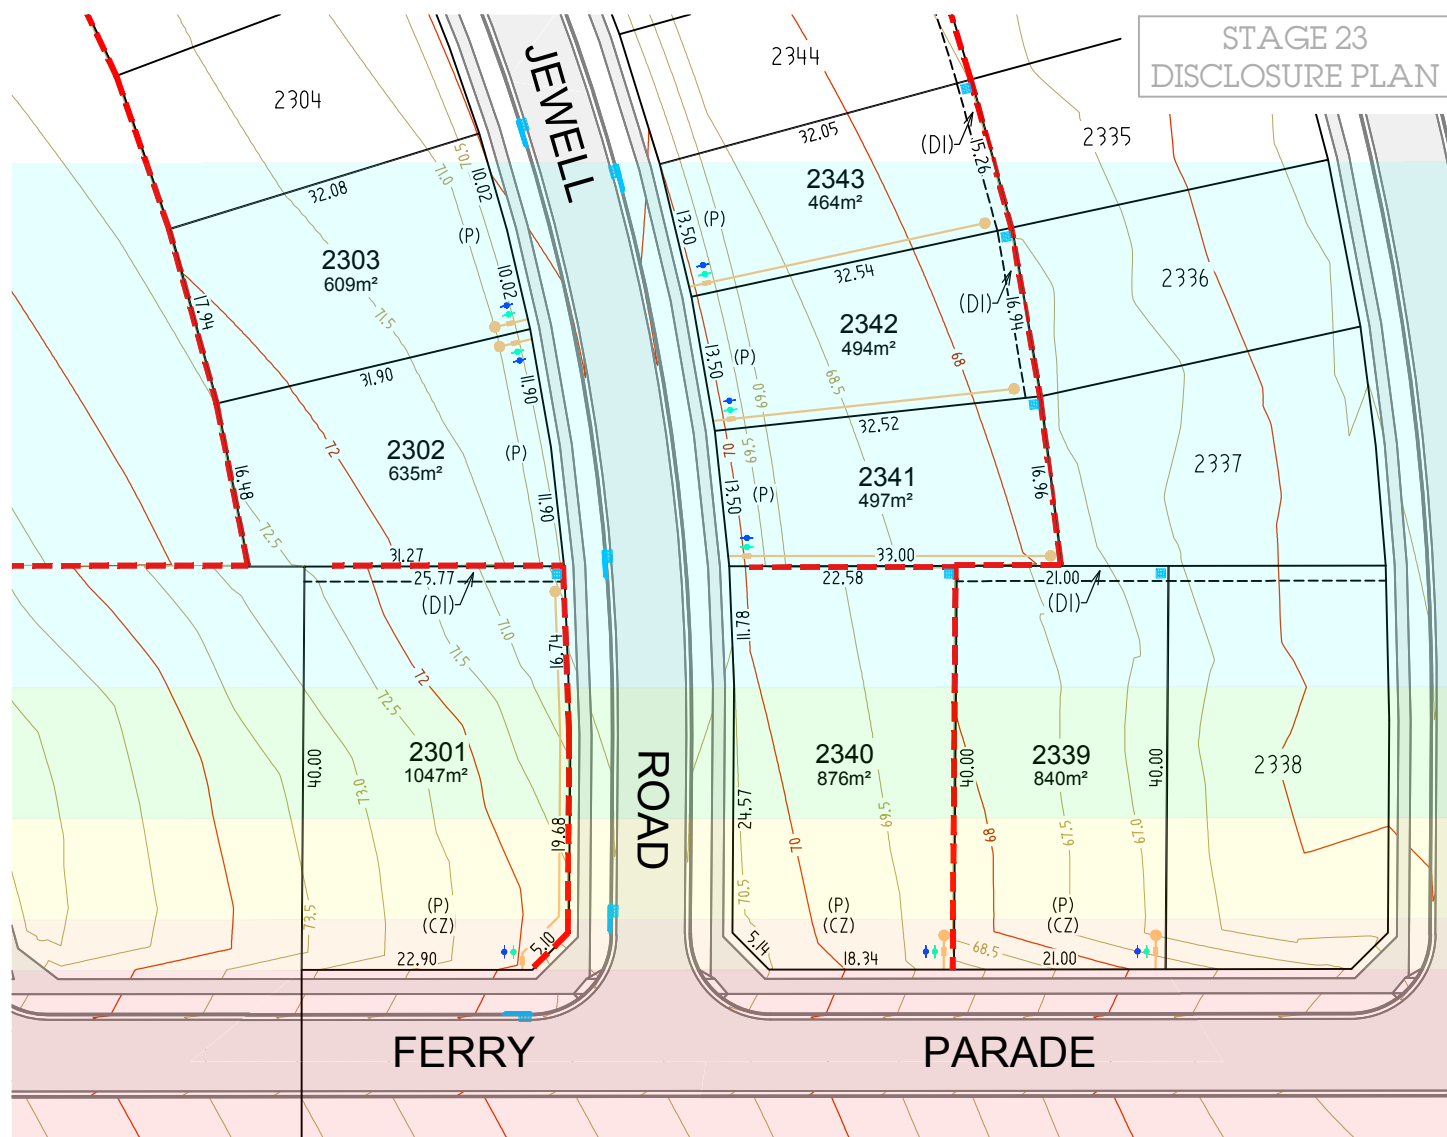 STAGE 23
DISCLOSURE PLAN
JEWELL
2304
2344
2335
32.05
(DI)
15.26
70.5
71.0
10.02
32.08
(P)
2343
464m²
13.50
(P)
2303
609m²
10.02
17.94
71.5
32.54
(DI)
16.94
2336
2342
494m²
13.50
(P)
68
68.5
69.0
31.90
11.90
32.52
2302
635m²
(P)
72
16.48
11.90
70
69.5
13.50
(P)
2341
497m²
16.96
2337
72.5
31.27
33.00
25.77
(DI)
22.58
21.00
(DI)
16.74
71.0
71.5
72
72.5
11.78
2301
1047m²
40.00
73.0
ROAD
2340
876m²
40.00
2339
840m²
40.00
2338
19.68
24.57
70
69.5
68
67.5
67.0
73.5
70.5
(P)
(CZ)
(P)
(CZ)
(P)
(CZ)
5.10
5.14
68.5
22.90
18.34
21.00
FERRY
PARADE